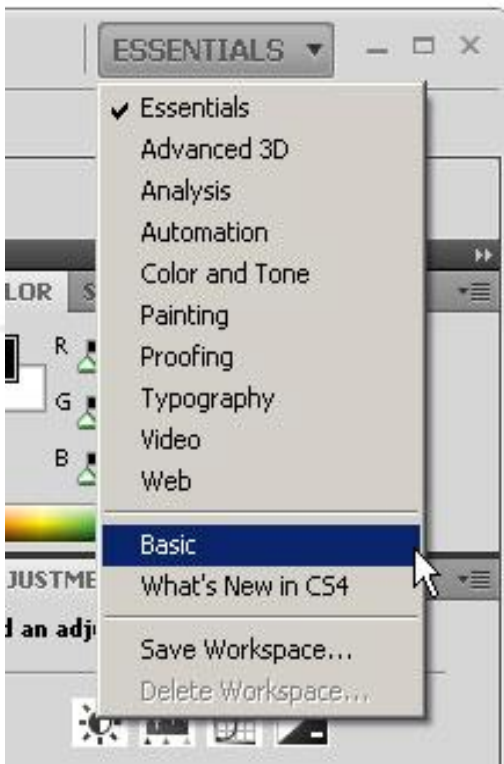 ESSENTIALS
Essentials
Advanced 3D
Analysis
Automation
Color and Tone
LOR S
Painting
R
Proofing
G
Typography
Video
B
Web
Basic
JUSTME
What's New in CS4
d an adj
Save Workspace...
Delete Workspace...